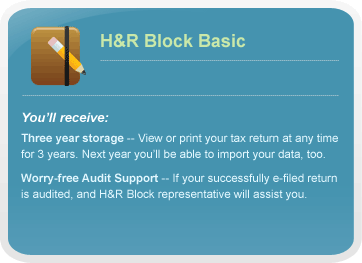 H&R Block Basic
You'll receive:
Three year storage -- View or print your tax return at any time
for 3 years. Next year you'll be able to import your data, too.
Worry-free Audit Support -- If your successfully e-filed return
is audited, and H&R Block representative will assist you.